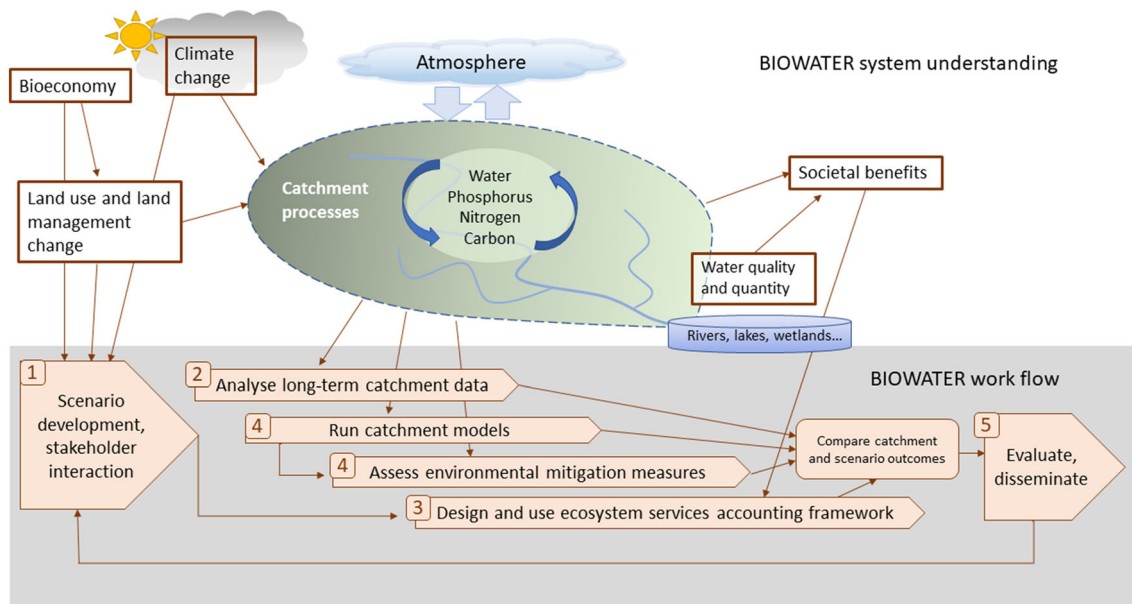 Climate
change
Atmosphere
BIOWATER system understanding
Bioeconomy
Land use and land
management
change
Catchment
processes
Water
Phosphorus
Nitrogen
Carbon
Societal benefits
Water quality
and quantity
Rivers, lakes, wetlands...
BIOWATER work flow
1
Scenario
development,
stakeholder
interaction
2
Analyse long-term catchment data
4
Run catchment models
4
Assess environmental mitigation measures
3
Design and use ecosystem services accounting framework
Compare catchment
and scenario outcomes
5
Evaluate,
disseminate